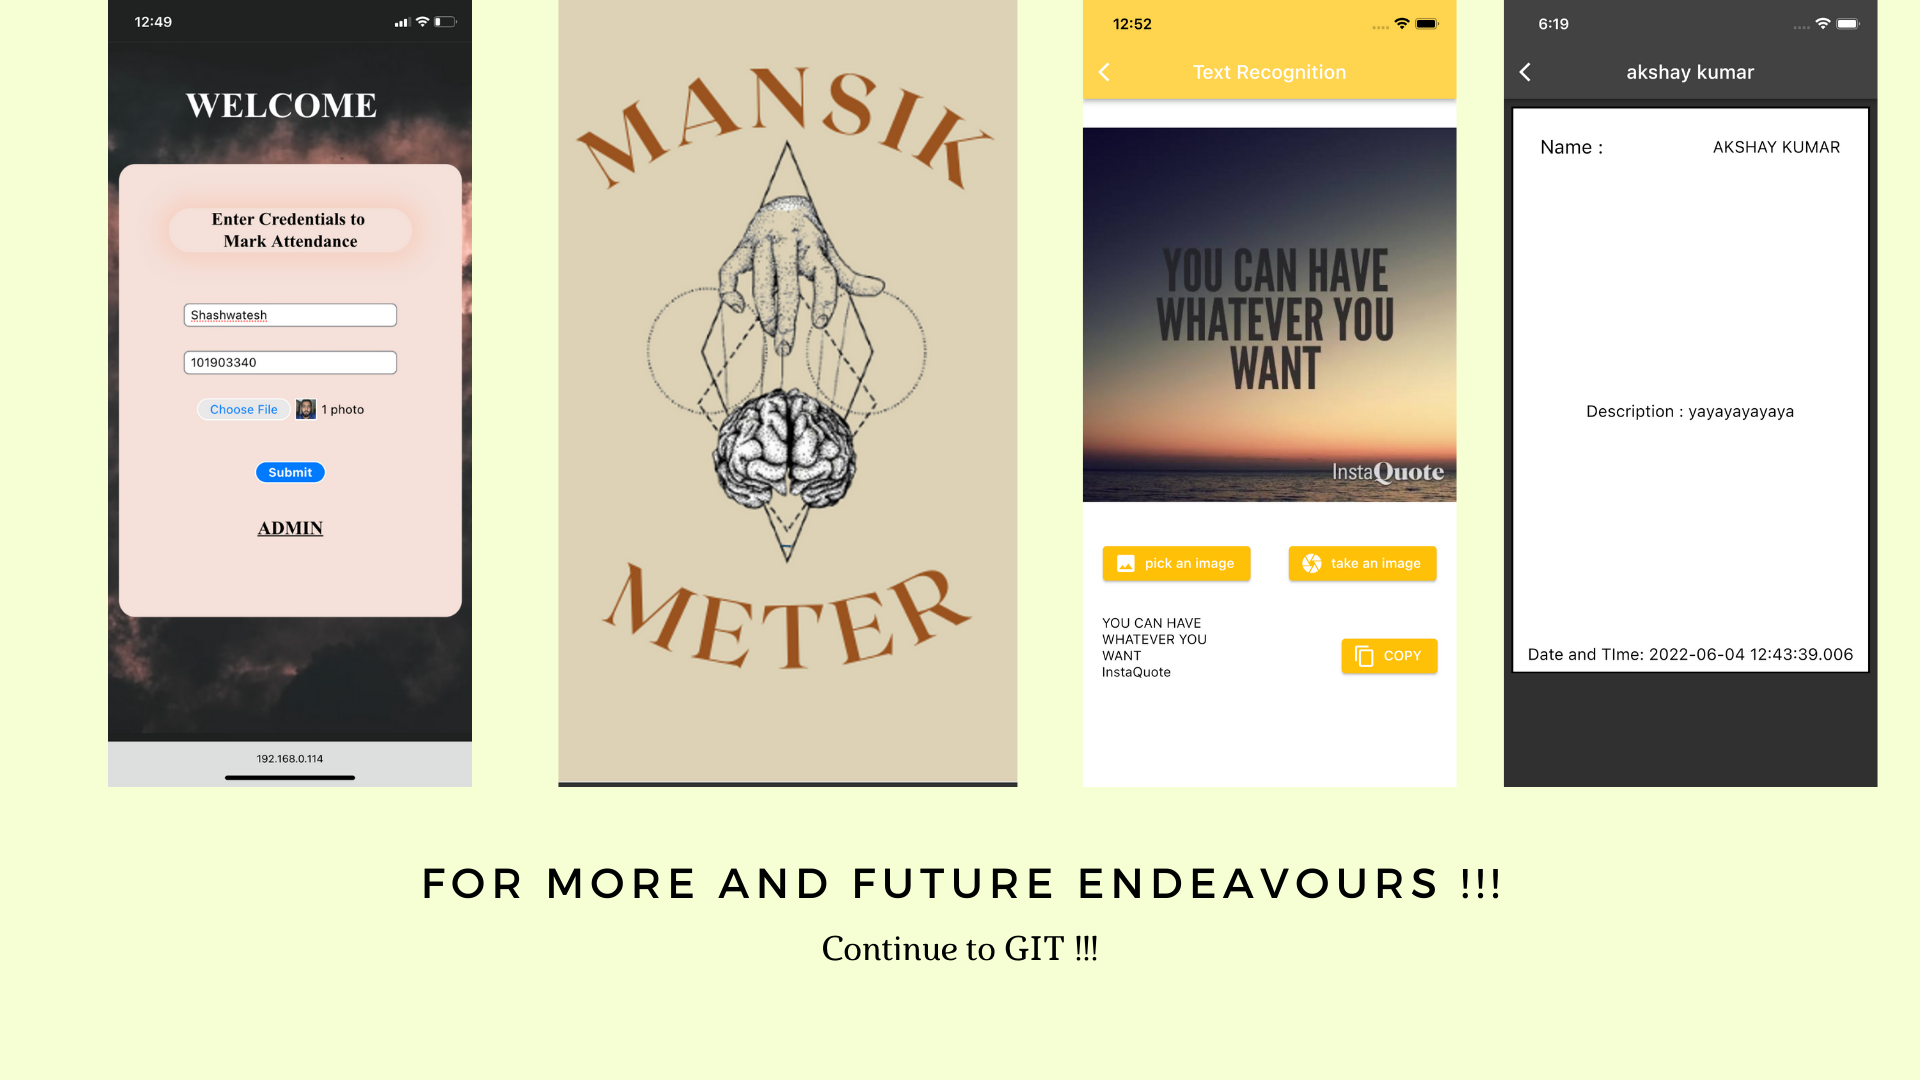 12:49
WELCOME
Enter Credentials to
Mark Attendance
Shashwatesh
101903340
Choose File 1 photo
Submit
ADMIN
192.168.0.114
MANSIK
METER
12:52
Text Recognition
YOU CAN HAVE
WHATEVER YOU
WANT
InstaQuote
pick an image
take an image
YOU CAN HAVE
WHATEVER YOU
WANT
InstaQuote
COPY
6:19
akshay kumar
Name : AKSHAY KUMAR
Description : yayayayayaya
Date and TIme: 2022-06-04 12:43:39.006
FOR MORE AND FUTURE ENDEAVOURS !!!
Continue to GIT !!!